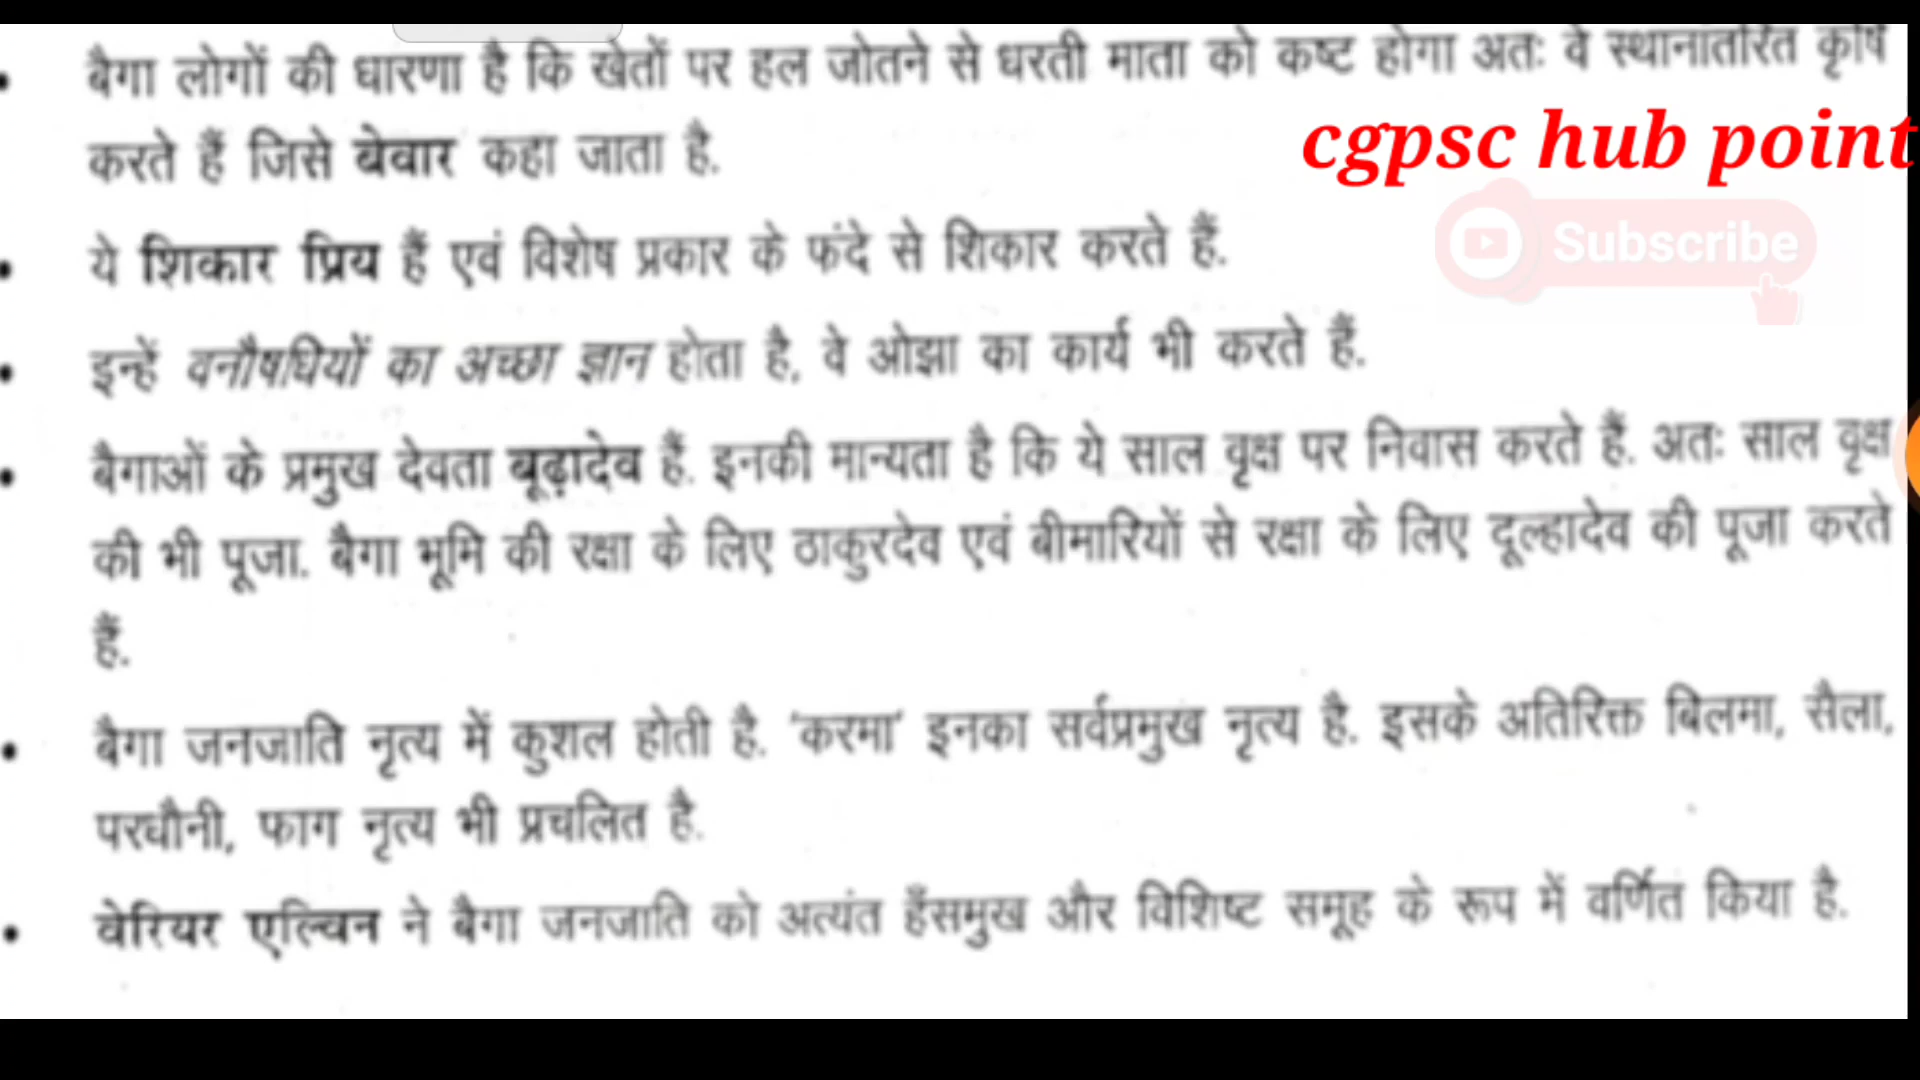 • बैगा लोगों की धारणा है कि खेतों पर हल जोतने से धरती माता को कष्ट होगा अतः वे स्थानांतरित कृषि
cgpsc hub point
करते हैं जिसे बेवार कहा जाता है.
Subscribe
• ये शिकार प्रिय हैं एवं विशेष प्रकार के फंदे से शिकार करते हैं.
• इन्हें वनौषधियों का अच्छा ज्ञान होता है, वे ओझा का कार्य भी करते हैं.
• बैगाओं के प्रमुख देवता बूढ़ादेव हैं. इनकी मान्यता है कि ये साल वृक्ष पर निवास करते हैं. अतः साल वृक्ष
की भी पूजा. बैगा भूमि की रक्षा के लिए ठाकुरदेव एवं बीमारियों से रक्षा के लिए दूल्हादेव की पूजा करते
हैं.
• बैगा जनजाति नृत्य में कुशल होती है. 'करमा' इनका सर्वप्रमुख नृत्य है. इसके अतिरिक्त बिलमा, सैला,
परघौनी, फाग नृत्य भी प्रचलित है.
• वेरियर एल्विन ने बैगा जनजाति को अत्यंत हँसमुख और विशिष्ट समूह के रूप में वर्णित किया है.